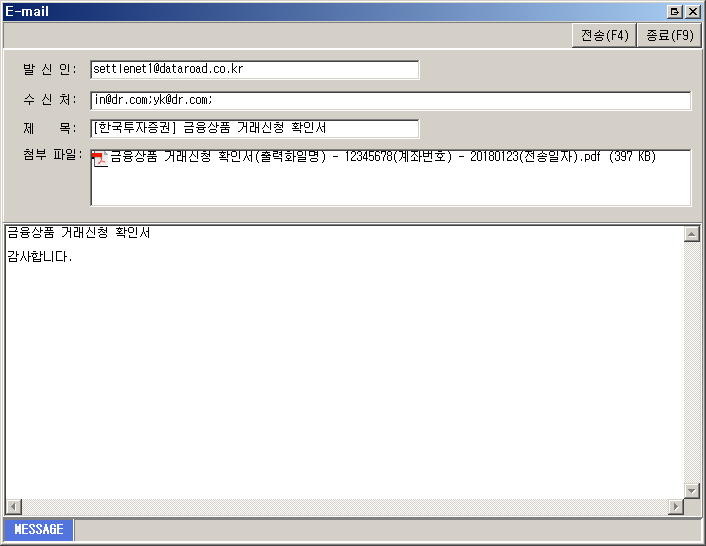 E-mail
전송(F4) 종료(F9)
발 신 인: settlenet1@dataroad.co.kr
수 신 처: in@dr.com;yk@dr.com;
제 목: [한국투자증권] 금융상품 거래신청 확인서
첨부 파일: 금융상품 거래신청 확인서(출력화일명) - 12345678(계좌번호) - 20180123(전송일자).pdf (397 KB)
금융상품 거래신청 확인서
감사합니다.
MESSAGE